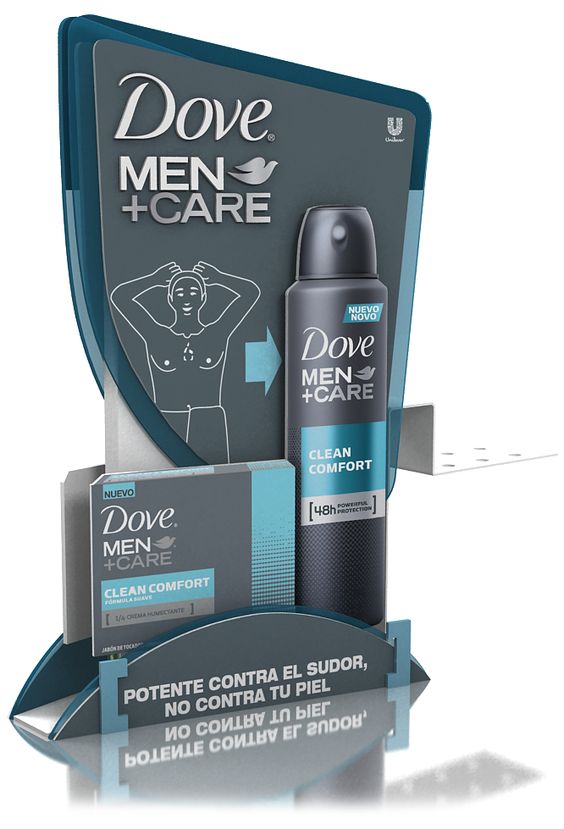 Dove®
MEN
+CARE
Unilever
NUEVO
NOVO
Dove
MEN
+CARE
CLEAN
COMFORT
[48h POWERFUL
PROTECTION]
NUEVO
Dove®
MEN
+CARE
CLEAN COMFORT
FÓRMULA SUAVE
[ 1/4 CREMA HUMECTANTE ]
JABÓN DE TOCADOR
POTENTE CONTRA EL SUDOR,
NO CONTRA TU PIEL